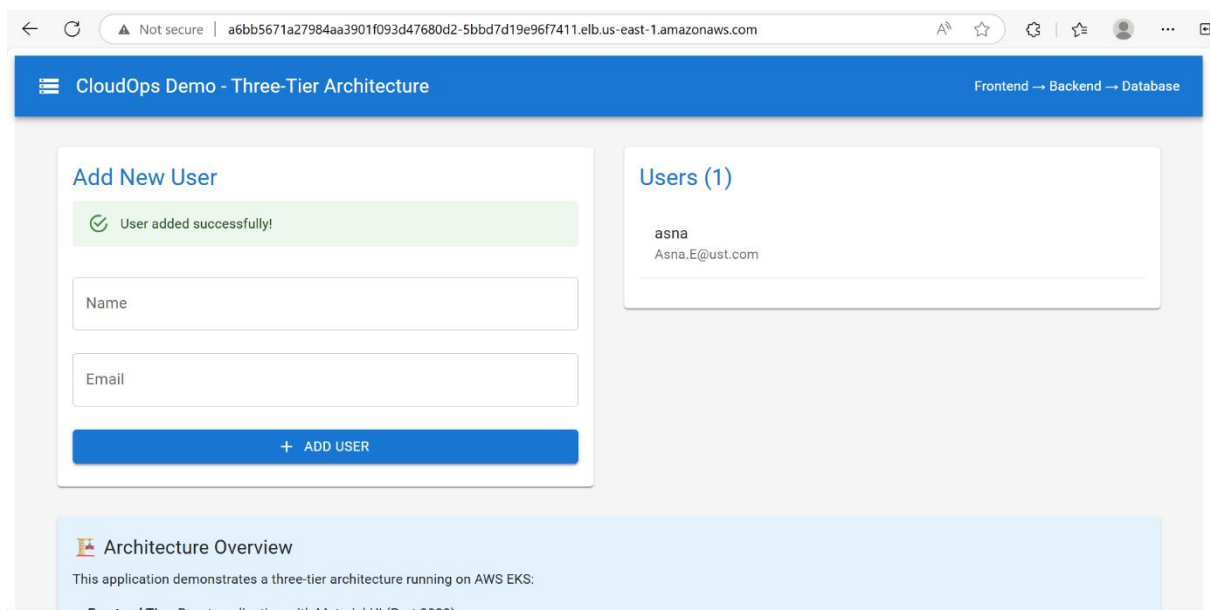 Not secure
a6bb5671a27984aa3901f093d47680d2-5bbd7d19e96f7411.elb.us-east-1.amazonaws.com
CloudOps Demo - Three-Tier Architecture
Frontend → Backend → Database
Add New User
User added successfully!
Name
Email
+ ADD USER
Users (1)
asna
Asna.E@ust.com
Architecture Overview
This application demonstrates a three-tier architecture running on AWS EKS: